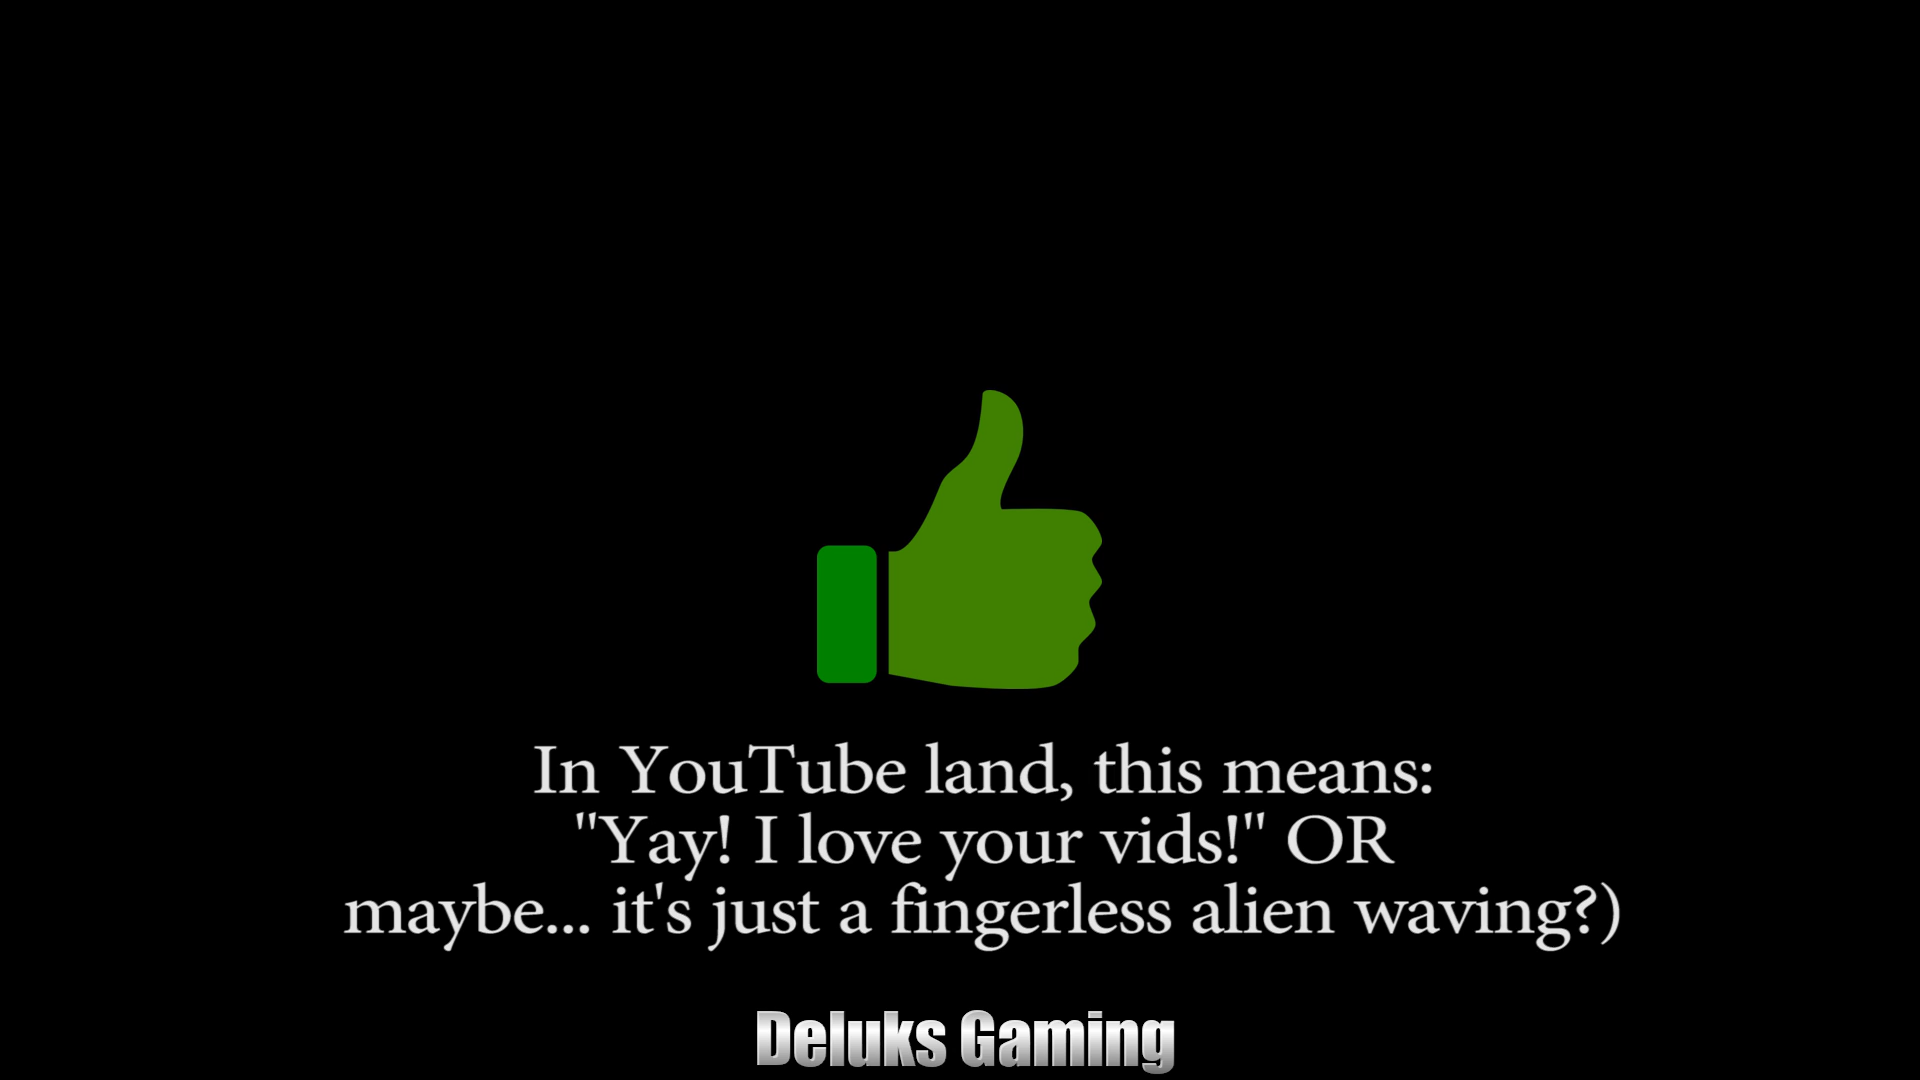 In YouTube land, this means:
"Yay! I love your vids!" OR
maybe... it's just a fingerless alien waving?)
Deluks Gaming